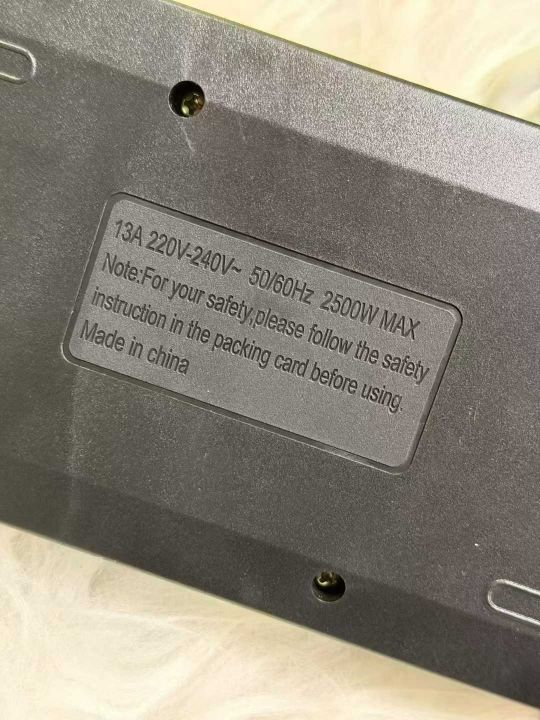 13A 220V-240V~ 50/60Hz 2500W MAX
Note:For your safety,please follow the safety
instruction in the packing card before using.
Made in china